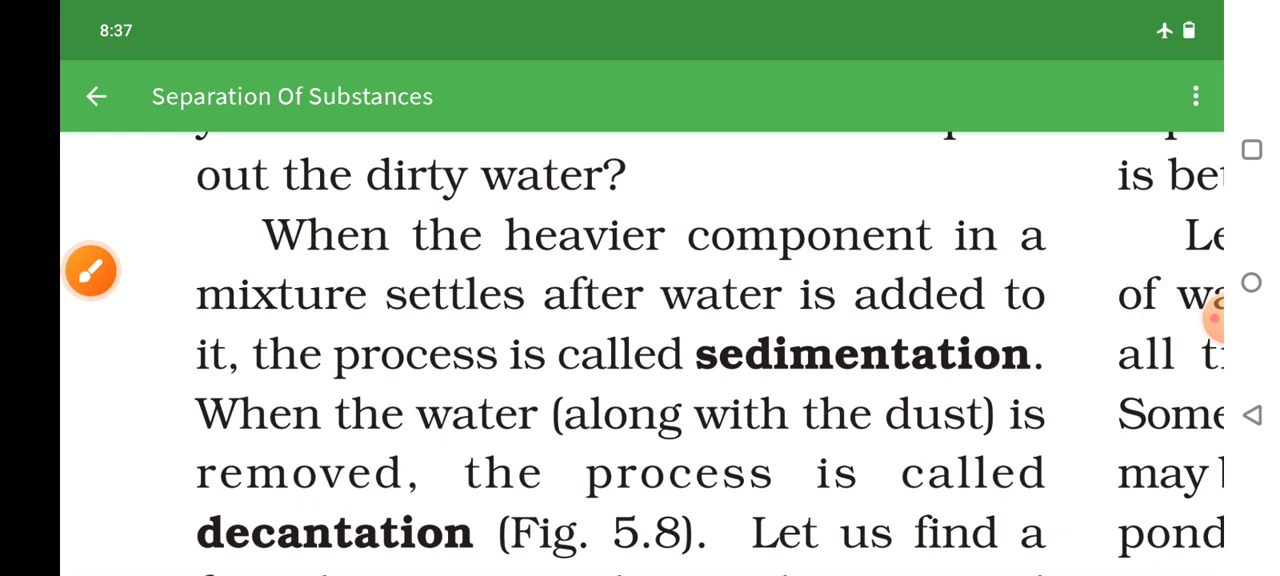 8:37
Separation Of Substances
out the dirty water?
When the heavier component in a
mixture settles after water is added to
it, the process is called sedimentation.
When the water (along with the dust) is
removed, the process is called
decantation (Fig. 5.8). Let us find a
is bet
Le
of wa
all t
Some
may
pond